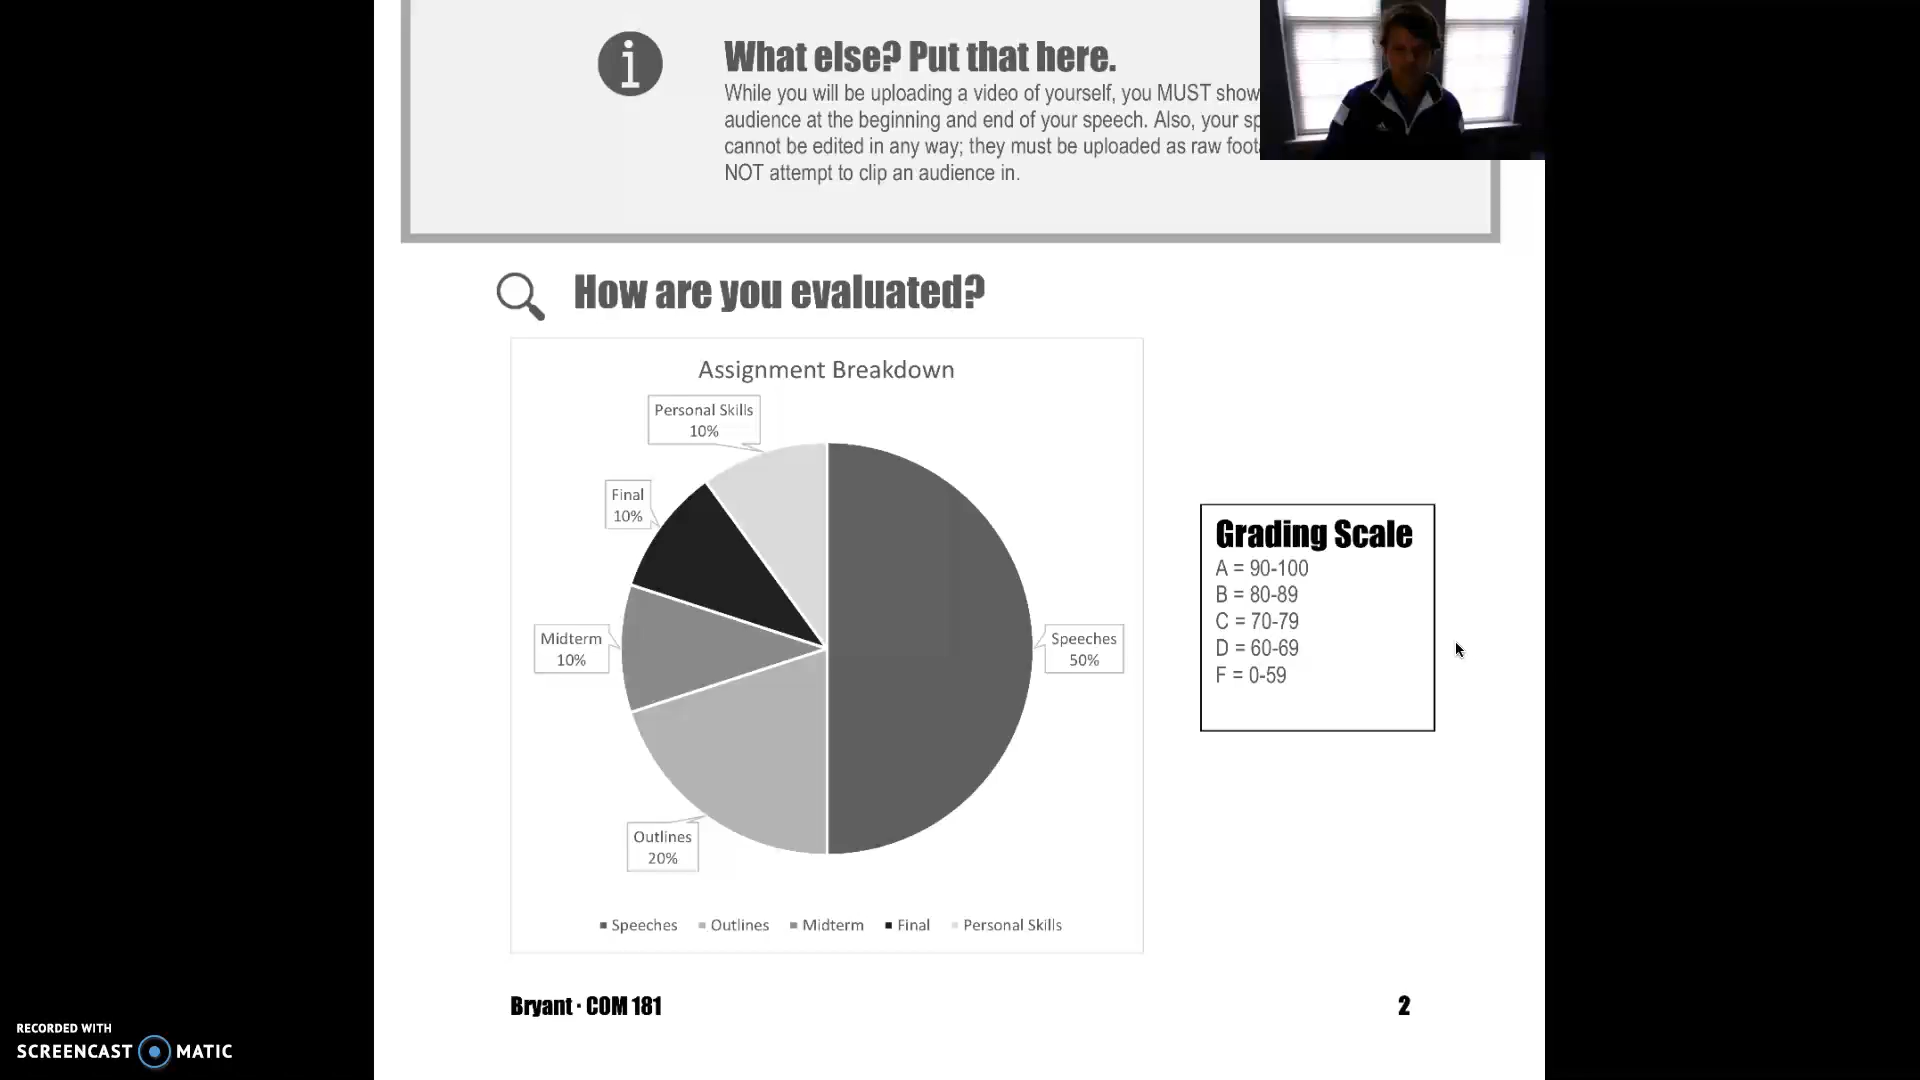 What else? Put that here.
While you will be uploading a video of yourself, you MUST show
audience at the beginning and end of your speech. Also, your
cannot be edited in any way; they must be uploaded as raw
NOT attempt to clip an audience in.
How are you evaluated?
Assignment Breakdown
Personal Skills
10%
Final
10%
Midterm
10%
Speeches
50%
Outlines
20%
Speeches Outlines Midterm Final Personal Skills
Grading Scale
A = 90-100
B = 80-89
C = 70-79
D = 60-69
F = 0-59
Bryant · COM 181
2
RECORDED WITH
SCREENCAST MATIC